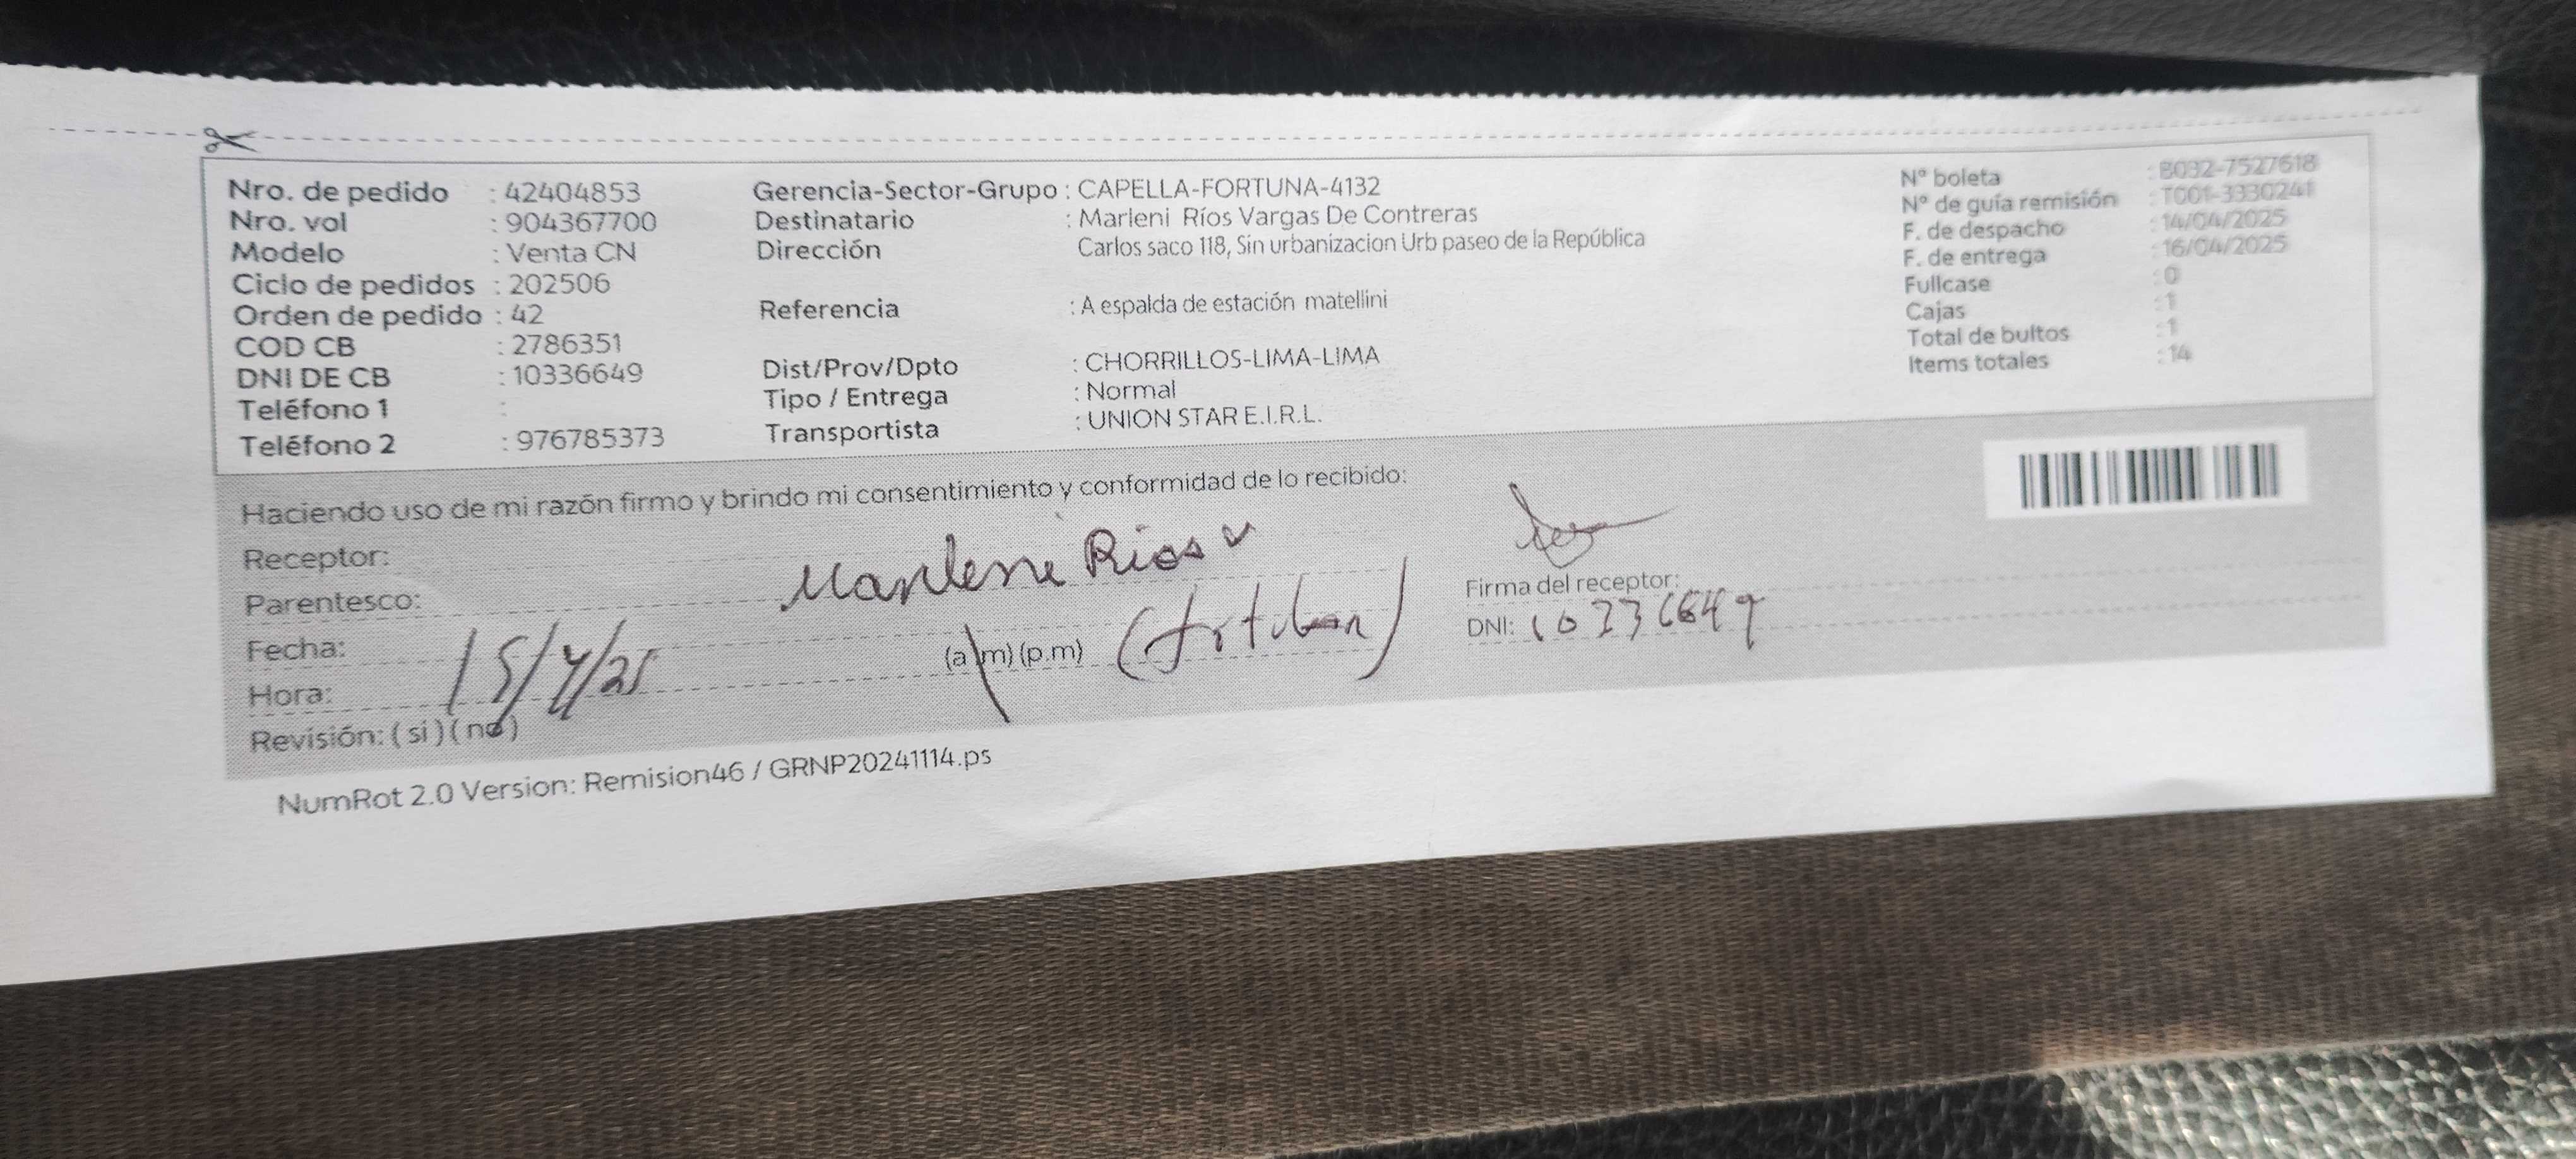 Nro. de pedido : 42404853
Nro. vol : 904367700
Modelo : Venta CN
Ciclo de pedidos : 202506
Orden de pedido : 42
COD CB : 2786351
DNI DE CB : 10336649
Teléfono 1 :
Teléfono 2 : 976785373
Gerencia-Sector-Grupo : CAPELLA-FORTUNA-4132
Destinatario : Marleni Ríos Vargas De Contreras
Dirección Carlos saco 118, Sin urbanizacion Urb paseo de la República
Referencia : A espalda de estación matellini
Dist/Prov/Dpto : CHORRILLOS-LIMA-LIMA
Tipo / Entrega : Normal
Transportista : UNION STAR E.I.R.L.
N° boleta : B032-7527618
N° de guía remisión : T001-3330241
F. de despacho : 14/04/2025
F. de entrega : 16/04/2025
Fullcase : 0
Cajas : 1
Total de bultos : 1
Items totales : 14
Haciendo uso de mi razón firmo y brindo mi consentimiento y conformidad de lo recibido:
Receptor:
Marleni Rios v
Parentesco:
Firma del receptor:
Fecha: 15/4/25
(a.m) (p.m)
DNI: 10336649
Hora:
Revisión: ( si ) ( no )
NumRot 2.0 Version: Remision46 / GRNP20241114.ps